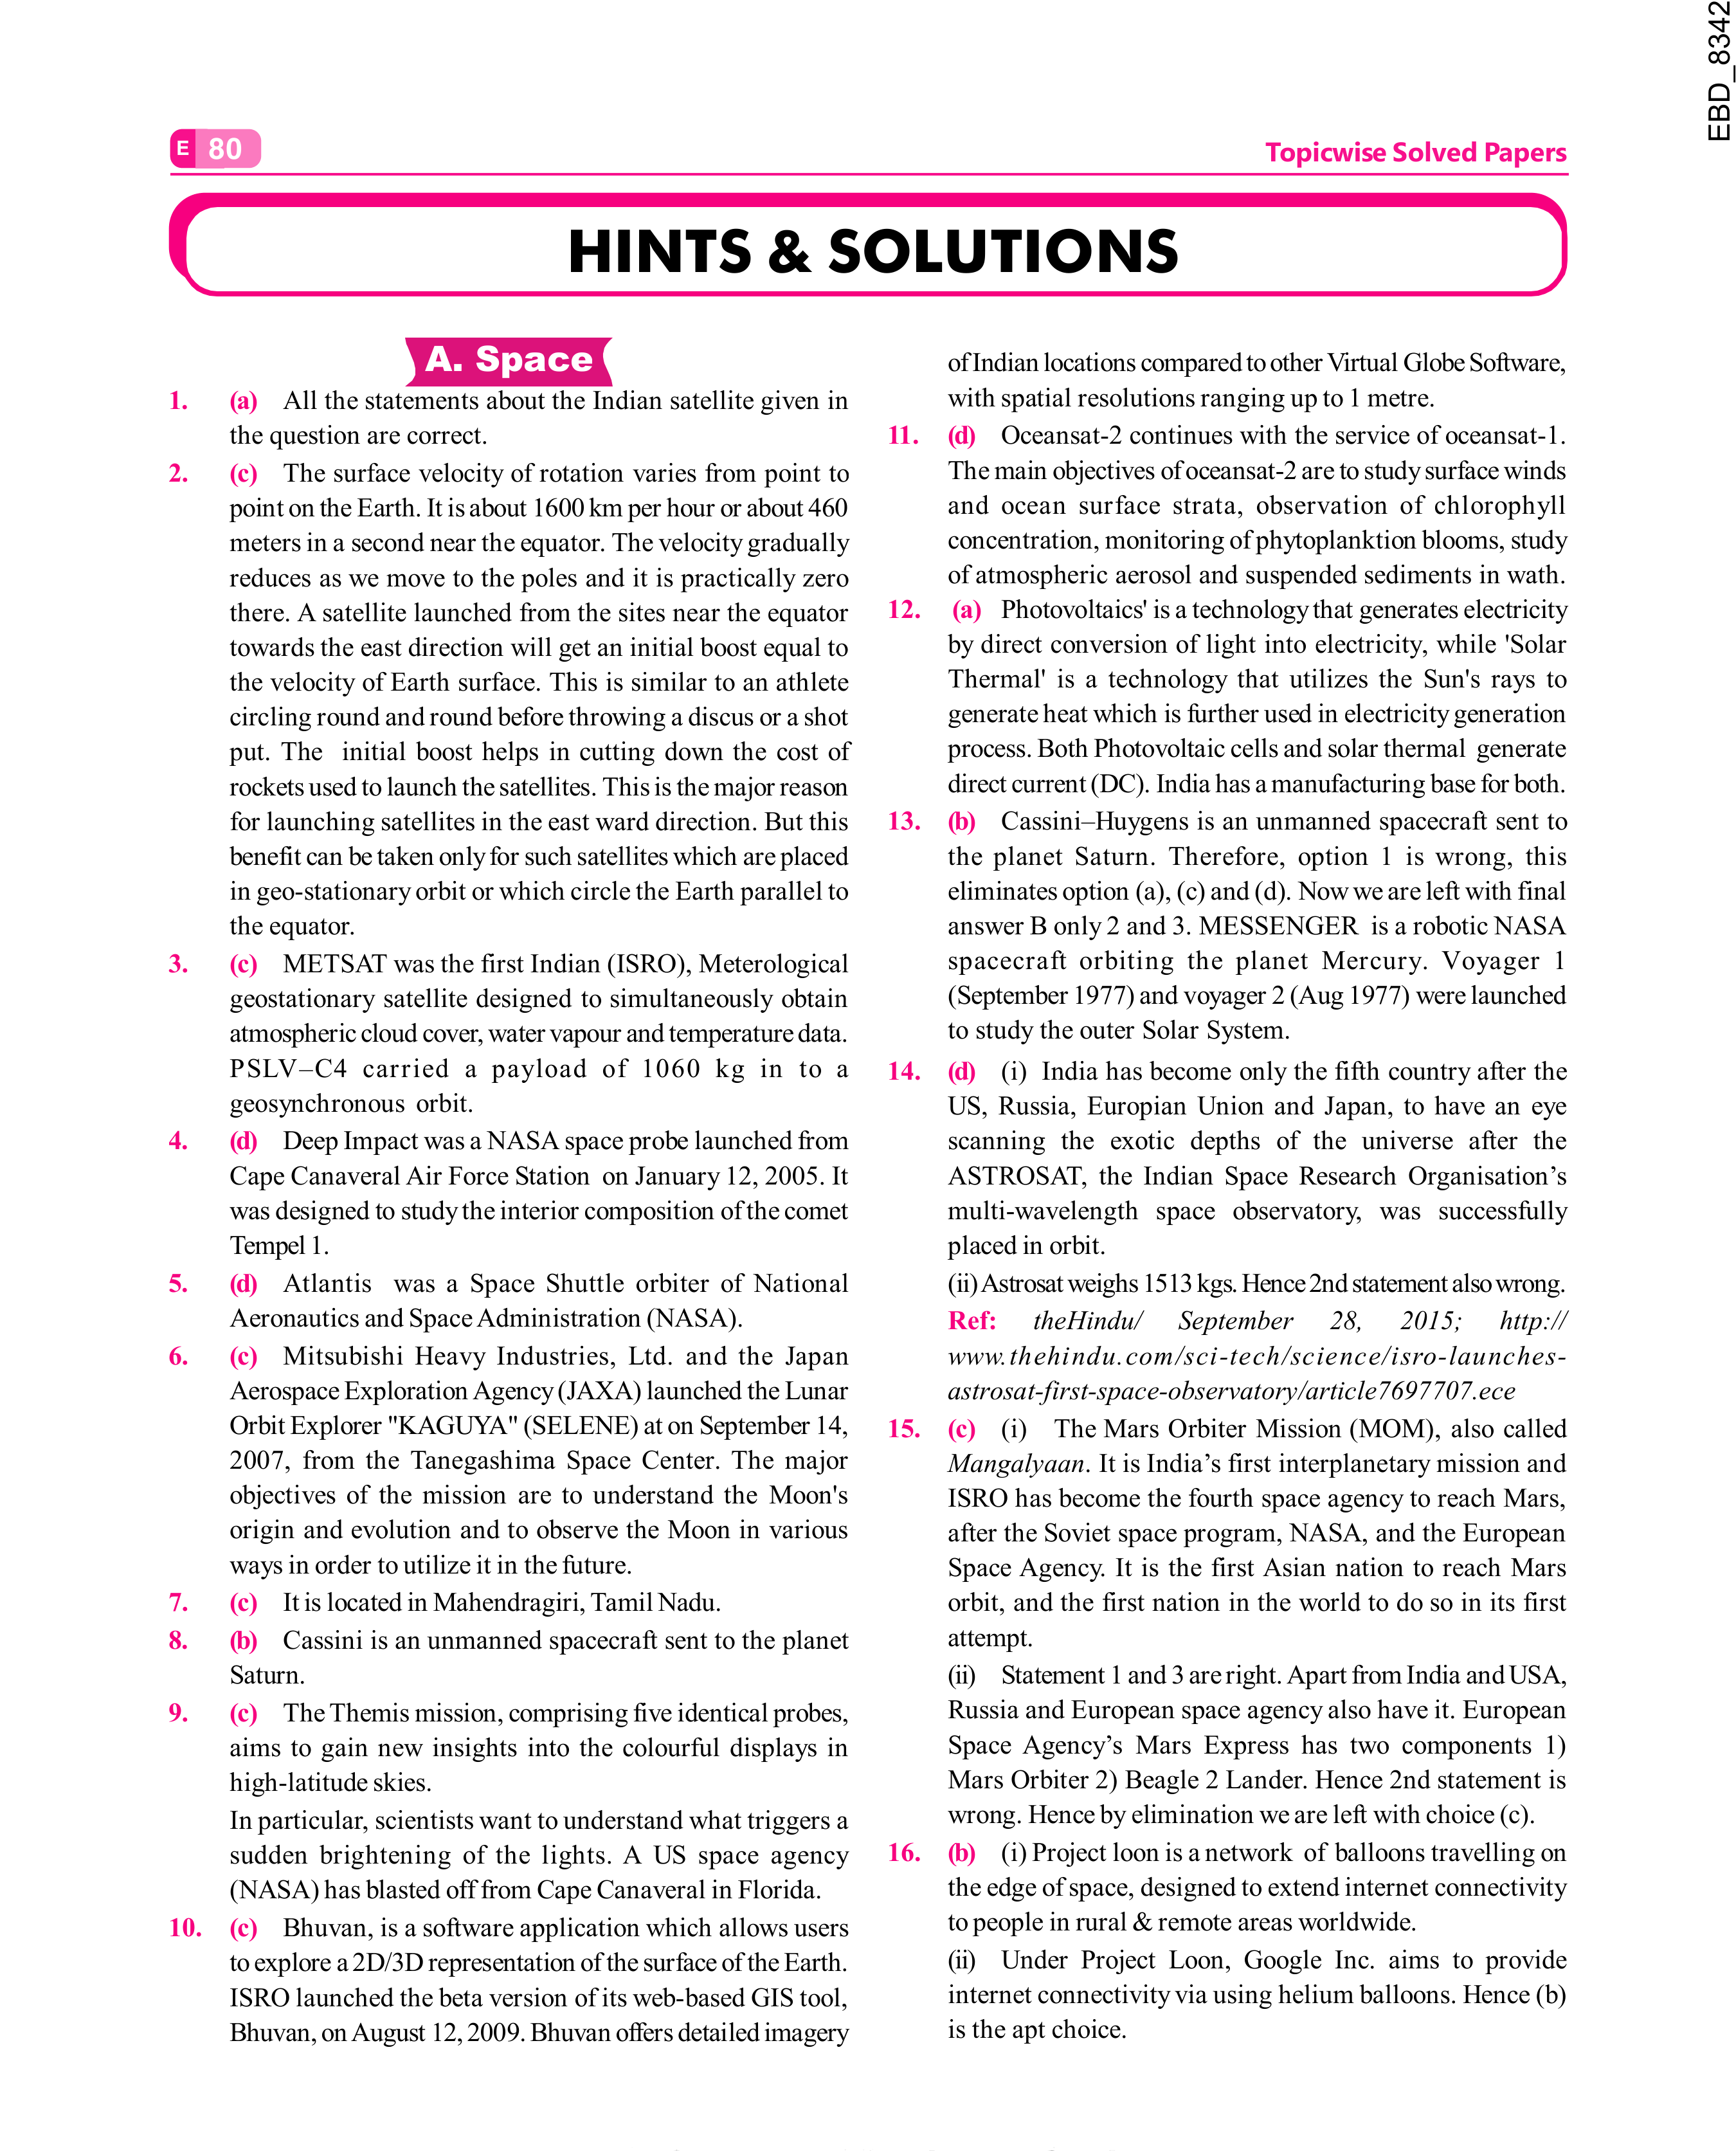 EBD_8342
E 80
Topicwise Solved Papers
HINTS & SOLUTIONS
A. Space
1. (a) All the statements about the Indian satellite given in
the question are correct.
2. (c) The surface velocity of rotation varies from point to
point on the Earth. It is about 1600 km per hour or about 460
meters in a second near the equator. The velocity gradually
reduces as we move to the poles and it is practically zero
there. A satellite launched from the sites near the equator
towards the east direction will get an initial boost equal to
the velocity of Earth surface. This is similar to an athlete
circling round and round before throwing a discus or a shot
put. The initial boost helps in cutting down the cost of
rockets used to launch the satellites. This is the major reason
for launching satellites in the east ward direction. But this
benefit can be taken only for such satellites which are placed
in geo-stationary orbit or which circle the Earth parallel to
the equator.
3. (c) METSAT was the first Indian (ISRO), Meterological
geostationary satellite designed to simultaneously obtain
atmospheric cloud cover, water vapour and temperature data.
PSLV–C4 carried a payload of 1060 kg in to a
geosynchronous orbit.
4. (d) Deep Impact was a NASA space probe launched from
Cape Canaveral Air Force Station on January 12, 2005. It
was designed to study the interior composition of the comet
Tempel 1.
5. (d) Atlantis was a Space Shuttle orbiter of National
Aeronautics and Space Administration (NASA).
6. (c) Mitsubishi Heavy Industries, Ltd. and the Japan
Aerospace Exploration Agency (JAXA) launched the Lunar
Orbit Explorer "KAGUYA" (SELENE) at on September 14,
2007, from the Tanegashima Space Center. The major
objectives of the mission are to understand the Moon's
origin and evolution and to observe the Moon in various
ways in order to utilize it in the future.
7. (c) It is located in Mahendragiri, Tamil Nadu.
8. (b) Cassini is an unmanned spacecraft sent to the planet
Saturn.
9. (c) The Themis mission, comprising five identical probes,
aims to gain new insights into the colourful displays in
high-latitude skies.
In particular, scientists want to understand what triggers a
sudden brightening of the lights. A US space agency
(NASA) has blasted off from Cape Canaveral in Florida.
10. (c) Bhuvan, is a software application which allows users
to explore a 2D/3D representation of the surface of the Earth.
ISRO launched the beta version of its web-based GIS tool,
Bhuvan, on August 12, 2009. Bhuvan offers detailed imagery
of Indian locations compared to other Virtual Globe Software,
with spatial resolutions ranging up to 1 metre.
11. (d) Oceansat-2 continues with the service of oceansat-1.
The main objectives of oceansat-2 are to study surface winds
and ocean surface strata, observation of chlorophyll
concentration, monitoring of phytoplanktion blooms, study
of atmospheric aerosol and suspended sediments in wath.
12. (a) Photovoltaics' is a technology that generates electricity
by direct conversion of light into electricity, while 'Solar
Thermal' is a technology that utilizes the Sun's rays to
generate heat which is further used in electricity generation
process. Both Photovoltaic cells and solar thermal generate
direct current (DC). India has a manufacturing base for both.
13. (b) Cassini–Huygens is an unmanned spacecraft sent to
the planet Saturn. Therefore, option 1 is wrong, this
eliminates option (a), (c) and (d). Now we are left with final
answer B only 2 and 3. MESSENGER is a robotic NASA
spacecraft orbiting the planet Mercury. Voyager 1
(September 1977) and voyager 2 (Aug 1977) were launched
to study the outer Solar System.
14. (d) (i) India has become only the fifth country after the
US, Russia, Europian Union and Japan, to have an eye
scanning the exotic depths of the universe after the
ASTROSAT, the Indian Space Research Organisation’s
multi-wavelength space observatory, was successfully
placed in orbit.
(ii) Astrosat weighs 1513 kgs. Hence 2nd statement also wrong.
Ref: theHindu/ September 28, 2015; http://
www.thehindu.com/sci-tech/science/isro-launches-
astrosat-first-space-observatory/article7697707.ece
15. (c) (i) The Mars Orbiter Mission (MOM), also called
Mangalyaan. It is India’s first interplanetary mission and
ISRO has become the fourth space agency to reach Mars,
after the Soviet space program, NASA, and the European
Space Agency. It is the first Asian nation to reach Mars
orbit, and the first nation in the world to do so in its first
attempt.
(ii) Statement 1 and 3 are right. Apart from India and USA,
Russia and European space agency also have it. European
Space Agency’s Mars Express has two components 1)
Mars Orbiter 2) Beagle 2 Lander. Hence 2nd statement is
wrong. Hence by elimination we are left with choice (c).
16. (b) (i) Project loon is a network of balloons travelling on
the edge of space, designed to extend internet connectivity
to people in rural & remote areas worldwide.
(ii) Under Project Loon, Google Inc. aims to provide
internet connectivity via using helium balloons. Hence (b)
is the apt choice.